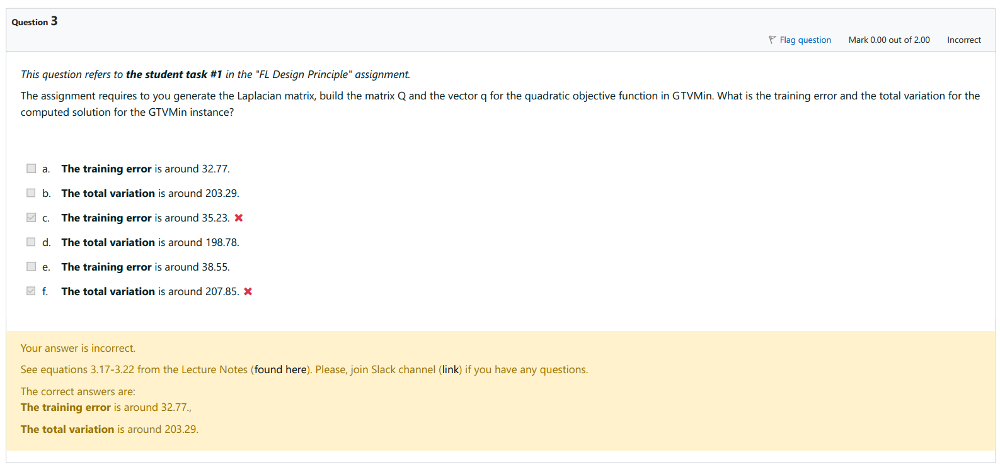 Question 3
Flag question Mark 0.00 out of 2.00 Incorrect
This question refers to the student task #1 in the "FL Design Principle" assignment.
The assignment requires to you generate the Laplacian matrix, build the matrix Q and the vector q for the quadratic objective function in GTVMin. What is the training error and the total variation for the
computed solution for the GTVMin instance?
a. The training error is around 32.77.
b. The total variation is around 203.29.
c. The training error is around 35.23.
d. The total variation is around 198.78.
e. The training error is around 38.55.
f. The total variation is around 207.85.
Your answer is incorrect.
See equations 3.17-3.22 from the Lecture Notes (found here). Please, join Slack channel (link) if you have any questions.
The correct answers are:
The training error is around 32.77.,
The total variation is around 203.29.